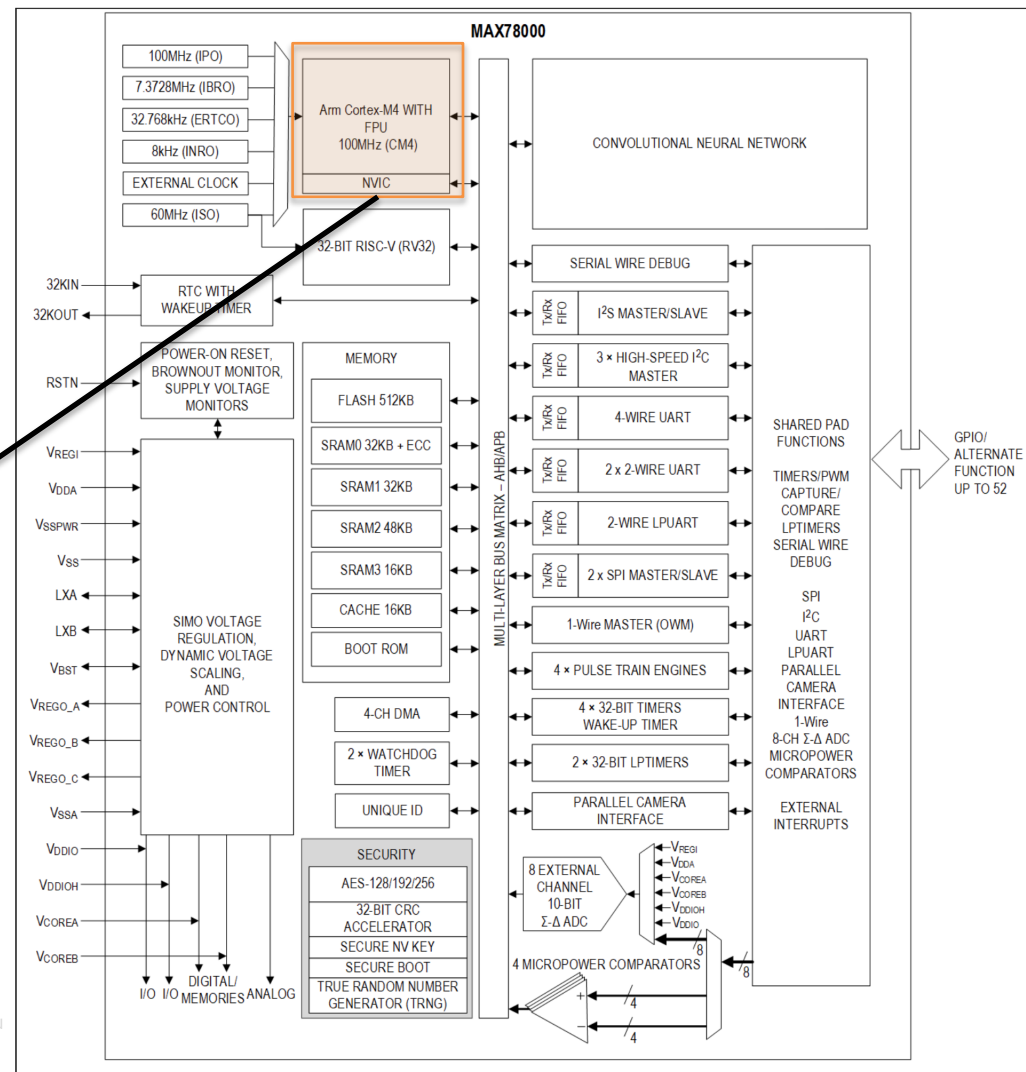 MAX78000
100MHz (IPO)
7.3728MHz (IBRO)
32.768kHz (ERTCO)
8kHz (INRO)
EXTERNAL CLOCK
60MHz (ISO)
Arm Cortex-M4 WITH
FPU
100MHz (CM4)
NVIC
32-BIT RISC-V (RV32)
CONVOLUTIONAL NEURAL NETWORK
32KIN
32KOUT
RTC WITH
WAKEUP TIMER
RSTN
POWER-ON RESET,
BROWNOUT MONITOR,
SUPPLY VOLTAGE
MONITORS
VREGI
VDDA
VSSPWR
VSS
LXA
LXB
VBST
VREGO_A
VREGO_B
VREGO_C
VSSA
VDDIO
VDDIOH
VCOREA
VCOREB
SIMO VOLTAGE
REGULATION,
DYNAMIC VOLTAGE
SCALING,
AND
POWER CONTROL
I/O
I/O
DIGITAL/
MEMORIES
ANALOG
MEMORY
FLASH 512KB
SRAM0 32KB + ECC
SRAM1 32KB
SRAM2 48KB
SRAM3 16KB
CACHE 16KB
BOOT ROM
4-CH DMA
2 × WATCHDOG
TIMER
UNIQUE ID
SECURITY
AES-128/192/256
32-BIT CRC
ACCELERATOR
SECURE NV KEY
SECURE BOOT
TRUE RANDOM NUMBER
GENERATOR (TRNG)
MULTI-LAYER BUS MATRIX – AHB/APB
SERIAL WIRE DEBUG
Tx/Rx
FIFO
I²S MASTER/SLAVE
Tx/Rx
FIFO
3 × HIGH-SPEED I²C
MASTER
Tx/Rx
FIFO
4-WIRE UART
Tx/Rx
FIFO
2 x 2-WIRE UART
Tx/Rx
FIFO
2-WIRE LPUART
Tx/Rx
FIFO
2 x SPI MASTER/SLAVE
1-Wire MASTER (OWM)
4 × PULSE TRAIN ENGINES
4 × 32-BIT TIMERS
WAKE-UP TIMER
2 × 32-BIT LPTIMERS
PARALLEL CAMERA
INTERFACE
8 EXTERNAL
CHANNEL
10-BIT
Σ-Δ ADC
VREGI
VDDA
VCOREA
VCOREB
VDDIOH
VDDIO
8
8
4 MICROPOWER COMPARATORS
+
4
−
4
SHARED PAD
FUNCTIONS
TIMERS/PWM
CAPTURE/
COMPARE
LPTIMERS
SERIAL WIRE
DEBUG
SPI
I²C
UART
LPUART
PARALLEL
CAMERA
INTERFACE
1-Wire
8-CH Σ-Δ ADC
MICROPOWER
COMPARATORS
EXTERNAL
INTERRUPTS
GPIO/
ALTERNATE
FUNCTION
UP TO 52